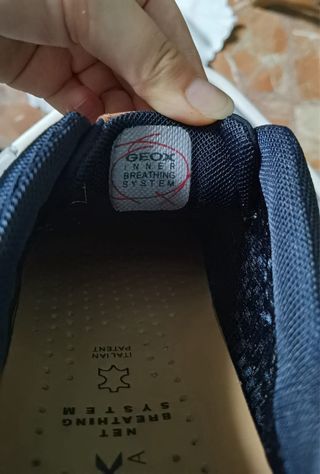 GEOX
INNER
BREATHING
SYSTEM
ITALIAN
PATENT
NET
BREATHING
SYSTEM